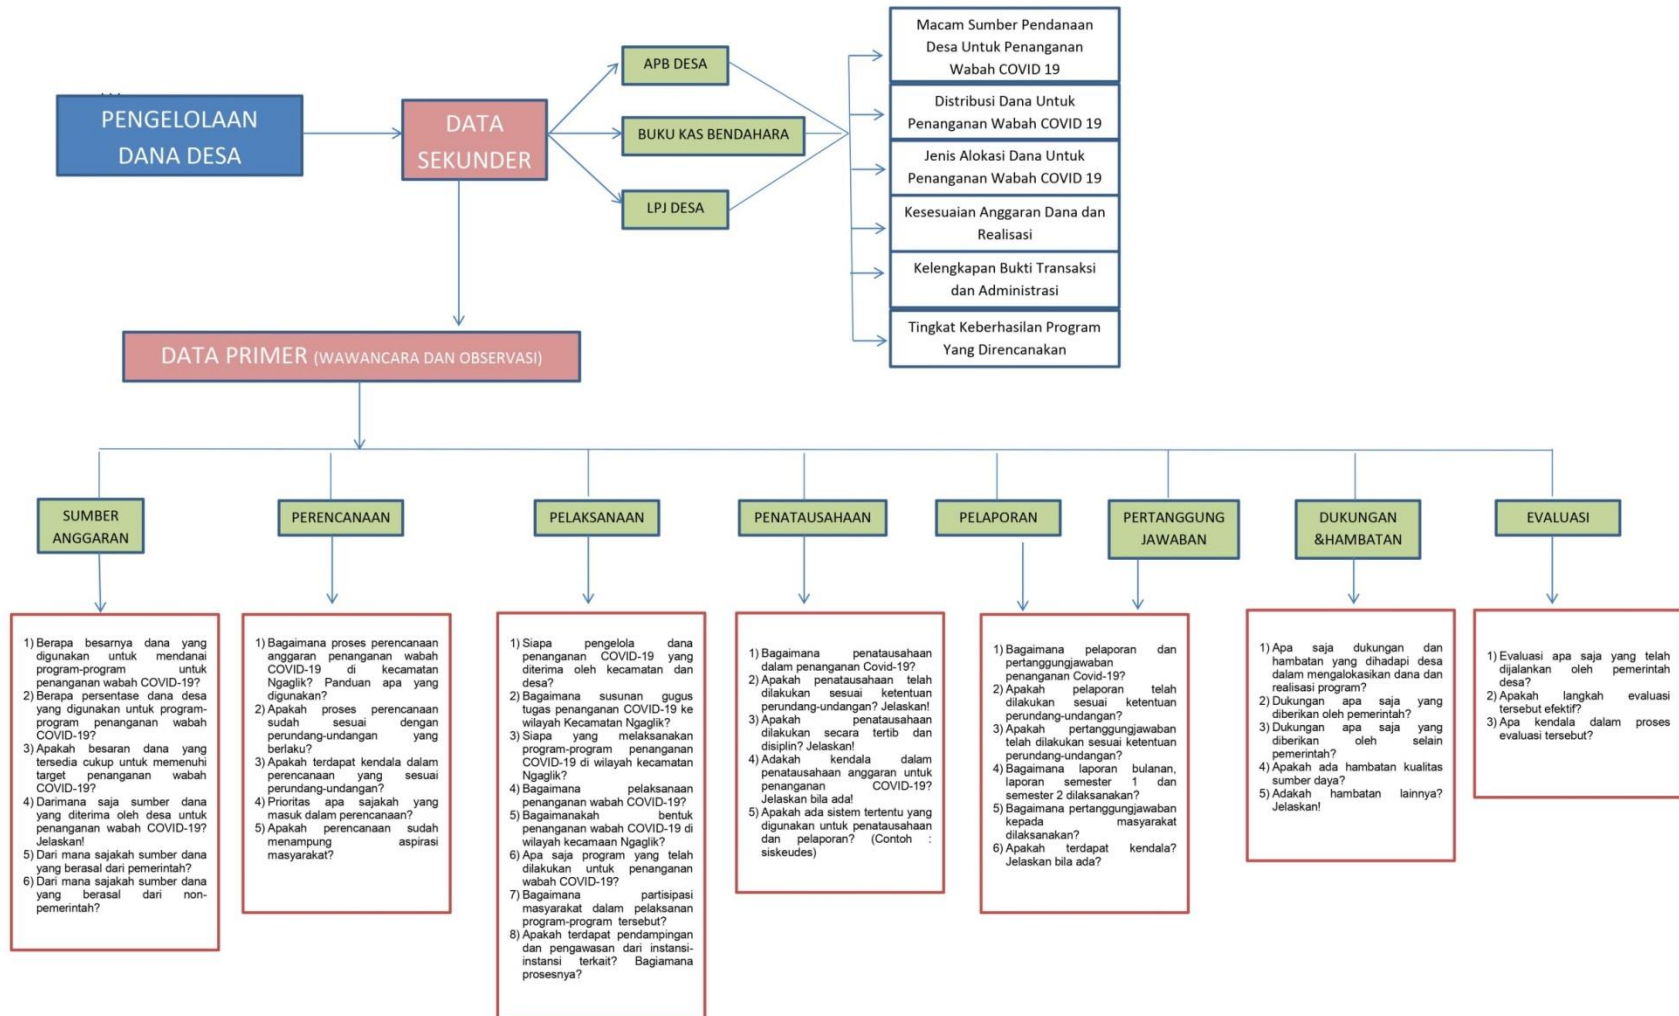 PENGELOLAAN
DANA DESA
DATA
SEKUNDER
APB DESA
BUKU KAS BENDAHARA
LPJ DESA
Macam Sumber Pendanaan
Desa Untuk Penanganan
Wabah COVID 19
Distribusi Dana Untuk
Penanganan Wabah COVID 19
Jenis Alokasi Dana Untuk
Penanganan Wabah COVID 19
Kesesuaian Anggaran Dana dan
Realisasi
Kelengkapan Bukti Transaksi
dan Administrasi
Tingkat Keberhasilan Program
Yang Direncanakan
DATA PRIMER (WAWANCARA DAN OBSERVASI)
SUMBER
ANGGARAN
PERENCANAAN
PELAKSANAAN
PENATAUSAHAAN
PELAPORAN
PERTANGGUNG
JAWABAN
DUKUNGAN
&HAMBATAN
EVALUASI
1) Berapa besarnya dana yang
digunakan untuk mendanai
program-program untuk
penanganan wabah COVID-19?
2) Berapa persentase dana desa
yang digunakan untuk program-
program penanganan wabah
COVID-19?
3) Apakah besaran dana yang
tersedia cukup untuk memenuhi
target penanganan wabah
COVID-19?
4) Darimana saja sumber dana
yang diterima oleh desa untuk
penanganan wabah COVID-19?
Jelaskan!
5) Dari mana sajakah sumber dana
yang berasal dari pemerintah?
6) Dari mana sajakah sumber dana
yang berasal dari non-
pemerintah?
1) Bagaimana proses perencanaan
anggaran penanganan wabah
COVID-19 di kecamatan
Ngaglik? Panduan apa yang
digunakan?
2) Apakah proses perencanaan
sudah sesuai dengan
perundang-undangan yang
berlaku?
3) Apakah terdapat kendala dalam
perencanaan yang sesuai
perundang-undangan?
4) Prioritas apa sajakah yang
masuk dalam perencanaan?
5) Apakah perencanaan sudah
menampung aspirasi
masyarakat?
1) Siapa pengelola dana
penanganan COVID-19 yang
diterima oleh kecamatan dan
desa?
2) Bagaimana susunan gugus
tugas penanganan COVID-19 ke
wilayah Kecamatan Ngaglik?
3) Siapa yang melaksanakan
program-program penanganan
COVID-19 di wilayah kecamatan
Ngaglik?
4) Bagaimana pelaksanaan
penanganan wabah COVID-19?
5) Bagaimanakah bentuk
penanganan wabah COVID-19 di
wilayah kecamaan Ngaglik?
6) Apa saja program yang telah
dilakukan untuk penanganan
wabah COVID-19?
7) Bagaimana partisipasi
masyarakat dalam pelaksanan
program-program tersebut?
8) Apakah terdapat pendampingan
dan pengawasan dari instansi-
instansi terkait? Bagiamana
prosesnya?
1) Bagaimana penatausahaan
dalam penanganan Covid-19?
2) Apakah penatausahaan telah
dilakukan sesuai ketentuan
perundang-undangan? Jelaskan!
3) Apakah penatausahaan
dilakukan secara tertib dan
disiplin? Jelaskan!
4) Adakah kendala dalam
penatausahaan anggaran untuk
penanganan COVID-19?
Jelaskan bila ada!
5) Apakah ada sistem tertentu yang
digunakan untuk penatausahaan
dan pelaporan? (Contoh :
siskeudes)
1) Bagaimana pelaporan dan
pertanggungjawaban
penanganan Covid-19?
2) Apakah pelaporan telah
dilakukan sesuai ketentuan
perundang-undangan?
3) Apakah pertanggungjawaban
telah dilakukan sesuai ketentuan
perundang-undangan?
4) Bagaimana laporan bulanan,
laporan semester 1 dan
semester 2 dilaksanakan?
5) Bagaimana pertanggungjawaban
kepada masyarakat
dilaksanakan?
6) Apakah terdapat kendala?
Jelaskan bila ada?
1) Apa saja dukungan dan
hambatan yang dihadapi desa
dalam mengalokasikan dana dan
realisasi program?
2) Dukungan apa saja yang
diberikan oleh pemerintah?
3) Dukungan apa saja yang
diberikan oleh selain
pemerintah?
4) Apakah ada hambatan kualitas
sumber daya?
5) Adakah hambatan lainnya?
Jelaskan!
1) Evaluasi apa saja yang telah
dijalankan oleh pemerintah
desa?
2) Apakah langkah evaluasi
tersebut efektif?
3) Apa kendala dalam proses
evaluasi tersebut?